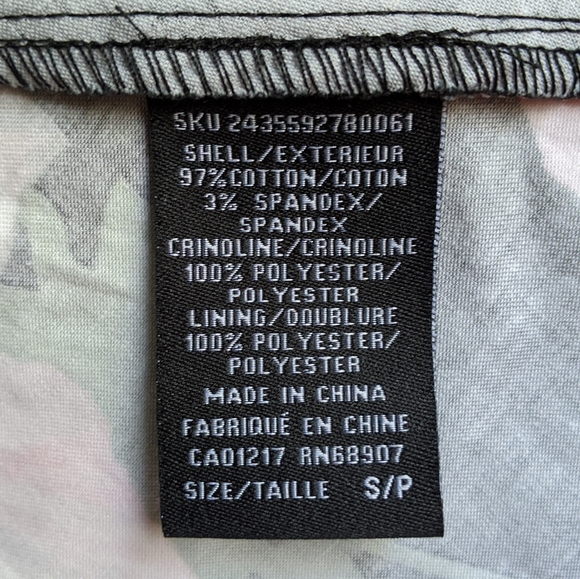 SKU 2435592780061
SHELL/EXTERIEUR
97%COTTON/COTON
3% SPANDEX/
SPANDEX
CRINOLINE/CRINOLINE
100% POLYESTER/
POLYESTER
LINING/DOUBLURE
100% POLYESTER/
POLYESTER
MADE IN CHINA
FABRIQUÉ EN CHINE
CA01217 RN68907
SIZE/TAILLE S/P